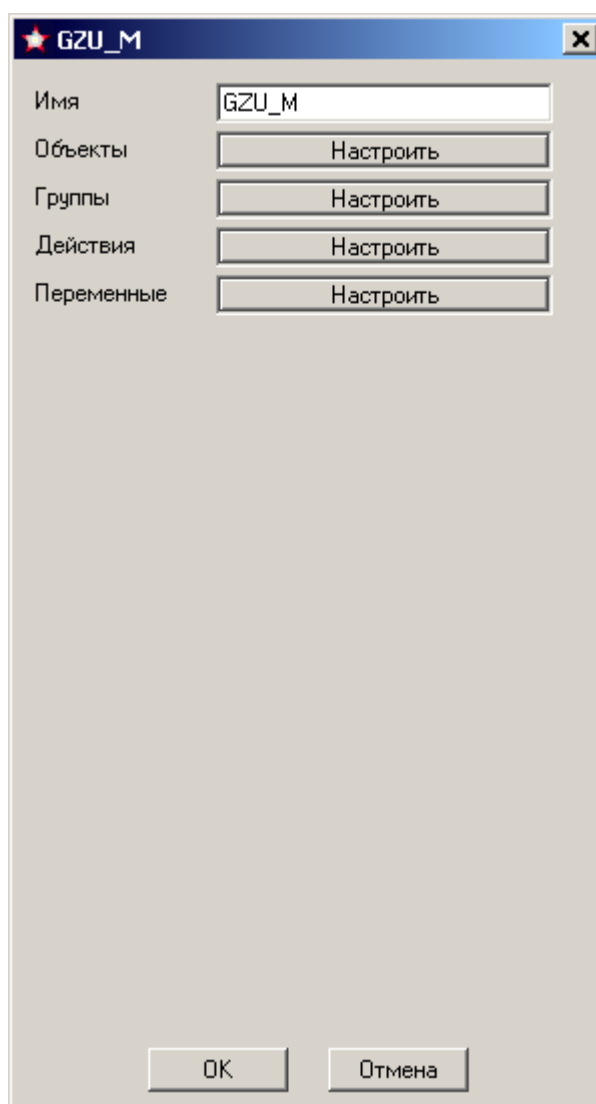 GZU_M
Имя GZU_M
Объекты Настроить
Группы Настроить
Действия Настроить
Переменные Настроить
OK Отмена